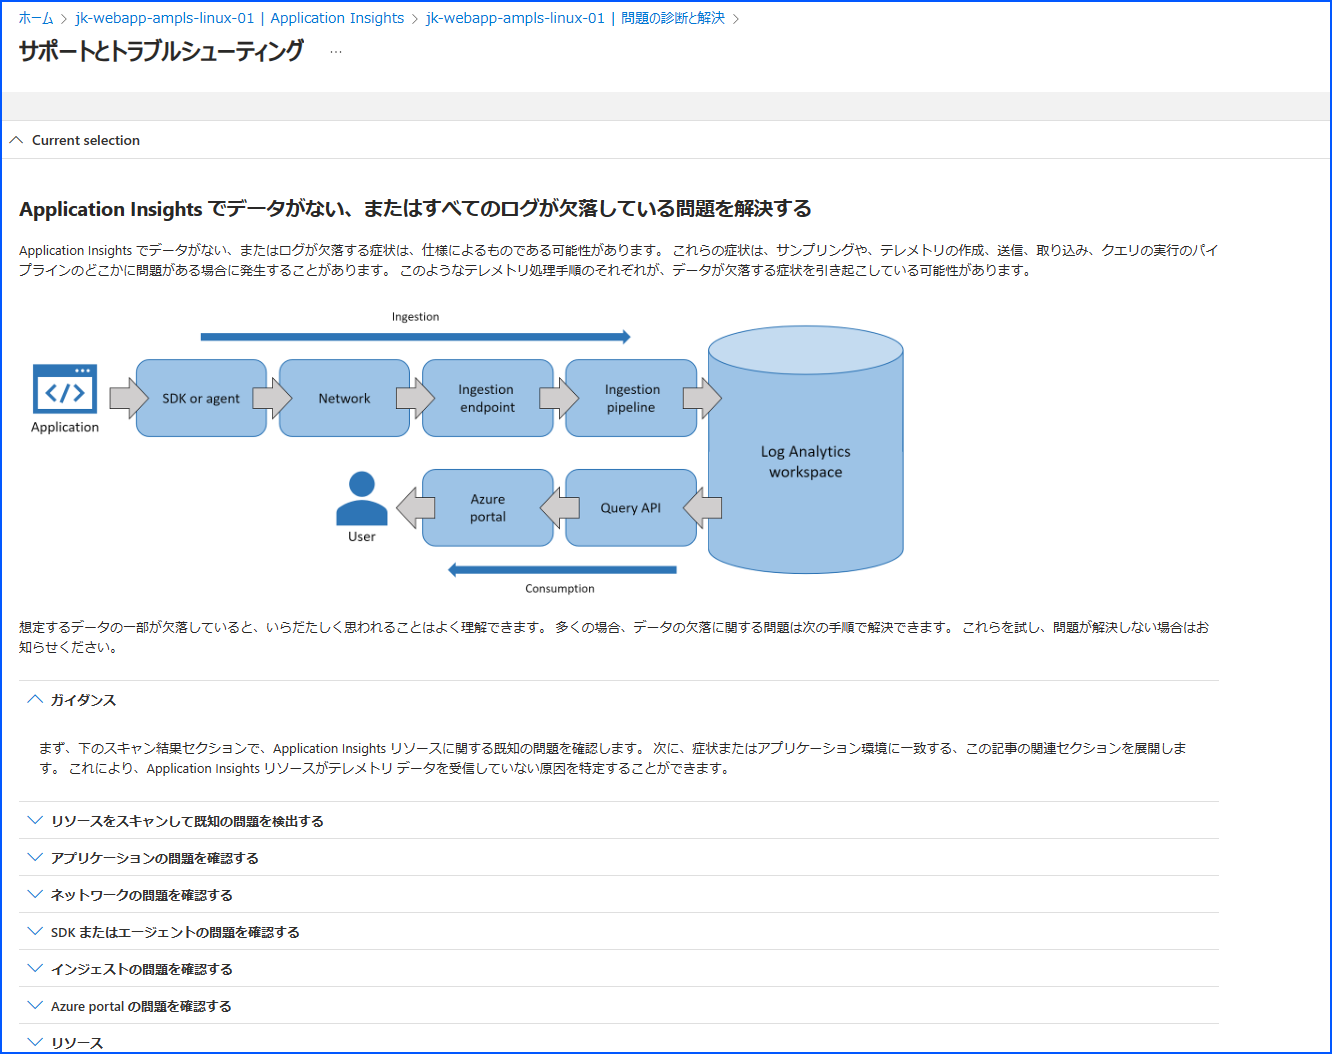 ホーム > jk-webapp-ampls-linux-01 | Application Insights > jk-webapp-ampls-linux-01 | 問題の診断と解決 >
サポートとトラブルシューティング ...
Current selection
Application Insights でデータがない、またはすべてのログが欠落している問題を解決する
Application Insights でデータがない、またはログが欠落する症状は、仕様によるものである可能性があります。 これらの症状は、サンプリングや、テレメトリの作成、送信、取り込み、クエリの実行のパイ
プラインのどこかに問題がある場合に発生することがあります。 このようなテレメトリ処理手順のそれぞれが、データが欠落する症状を引き起こしている可能性があります。
Ingestion
Application
SDK or agent
Network
Ingestion
endpoint
Ingestion
pipeline
Log Analytics
workspace
User
Azure
portal
Query API
Consumption
想定するデータの一部が欠落していると、いらだたしく思われることはよく理解できます。 多くの場合、データの欠落に関する問題は次の手順で解決できます。 これらを試し、問題が解決しない場合はお
知らせください。
ガイダンス
まず、下のスキャン結果セクションで、Application Insights リソースに関する既知の問題を確認します。 次に、症状またはアプリケーション環境に一致する、この記事の関連セクションを展開しま
す。 これにより、Application Insights リソースがテレメトリ データを受信していない原因を特定することができます。
リソースをスキャンして既知の問題を検出する
アプリケーションの問題を確認する
ネットワークの問題を確認する
SDK またはエージェントの問題を確認する
インジェストの問題を確認する
Azure portal の問題を確認する
リソース